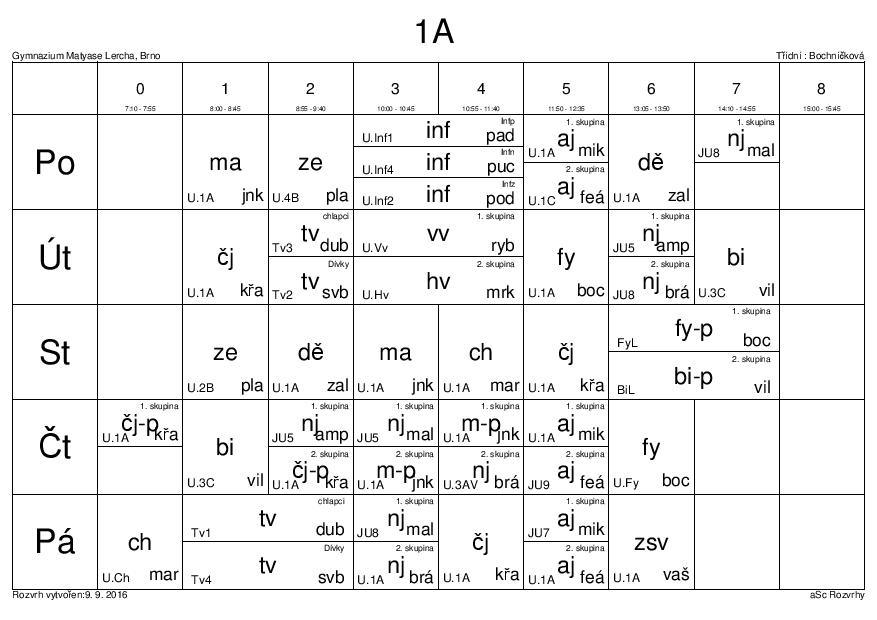 1A
Gymnazium Matyase Lercha, Brno Třídní : Bochníčková
0 1 2 3 4 5 6 7 8
7:10 - 7:55 8:00 - 8:45 8:55 - 9:40 10:00 - 10:45 10:55 - 11:40 11:50 - 12:35 13:05 - 13:50 14:10 - 14:55 15:00 - 15:45
Po
ma
U.1A jnk
ze
U.4B pla
Infp
U.Inf1 inf pad
Infn
U.Inf4 inf puc
Infz
U.Inf2 inf pod
1. skupina
U.1A aj mik
2. skupina
U.1C aj feá
dě
U.1A zal
1. skupina
JU8 nj mal
Út
čj
U.1A křa
chlapci
Tv3 tv dub
Dívky
Tv2 tv svb
1. skupina
U.Vv vv ryb
2. skupina
U.Hv hv mrk
fy
U.1A boc
1. skupina
JU5 nj amp
2. skupina
JU8 nj brá
bi
U.3C vil
St
ze
U.2B pla
dě
U.1A zal
ma
U.1A jnk
ch
U.1A mar
čj
U.1A křa
1. skupina
FyL fy-p boc
2. skupina
BiL bi-p vil
Čt
1. skupina
U.1A čj-p křa
bi
U.3C vil
1. skupina
JU5 nj amp
2. skupina
U.1A čj-p křa
1. skupina
JU5 nj mal
2. skupina
U.1A m-p jnk
1. skupina
U.1A m-p jnk
2. skupina
U.3AV nj brá
1. skupina
U.1A aj mik
2. skupina
JU9 aj feá
fy
U.Fy boc
Pá
ch
U.Ch mar
chlapci
Tv1 tv dub
Dívky
Tv4 tv svb
1. skupina
JU8 nj mal
2. skupina
U.1A nj brá
čj
U.1A křa
1. skupina
JU7 aj mik
2. skupina
U.1A aj feá
zsv
U.1A vaš
Rozvrh vytvořen:9. 9. 2016 aSc Rozvrhy